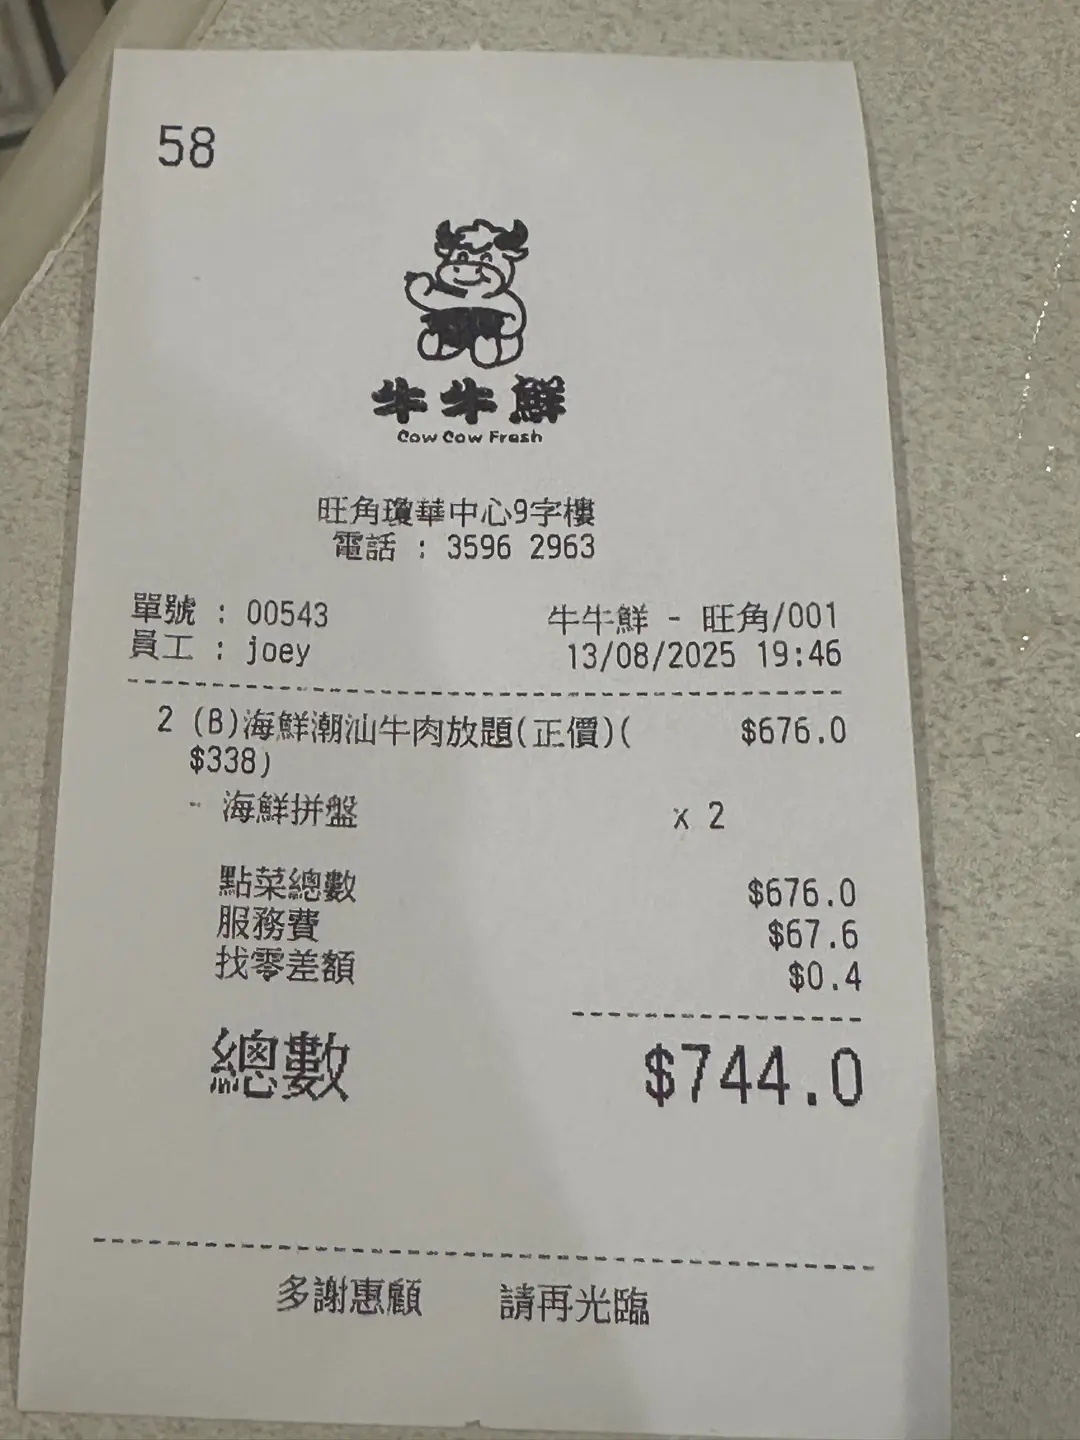 58
牛牛鮮
Cow Cow Fresh
旺角瓊華中心9字樓
電話 : 3596 2963
單號 : 00543 牛牛鮮 - 旺角/001
員工 : joey 13/08/2025 19:46
2 (B)海鮮潮汕牛肉放題(正價)( $676.0
$338)
- 海鮮拼盤 x 2
點菜總數 $676.0
服務費 $67.6
找零差額 $0.4
總數 $744.0
多謝惠顧 請再光臨